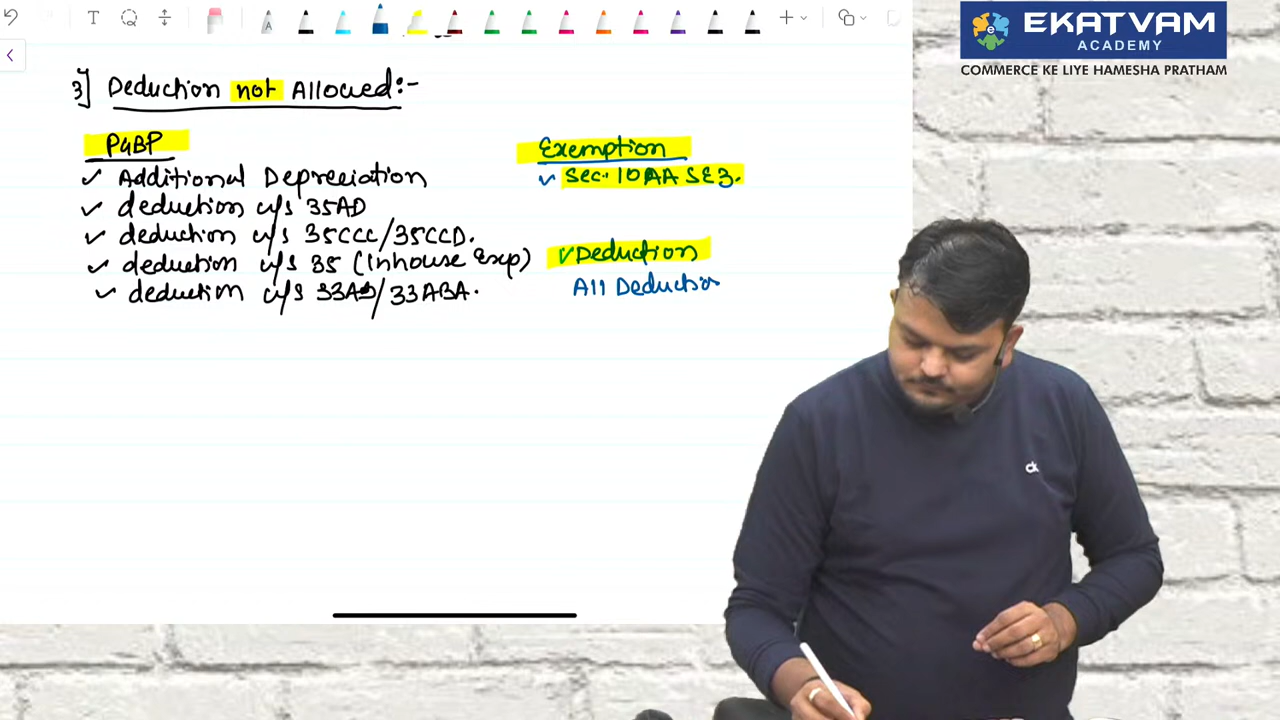 EKATVAM
ACADEMY
COMMERCE KE LIYE HAMESHA PRATHAM
3] Deduction not Allowed:-
PGBP
✓ Additional Depreciation
✓ deduction u/s 35AD
✓ deduction u/s 35CCC/35CCD.
✓ deduction u/s 35 (Inhouse Exp)
✓ deduction u/s 33AB/33ABA.
Exemption
✓ Sec. 10AA SEZ.
✓ Deduction
All Deduction